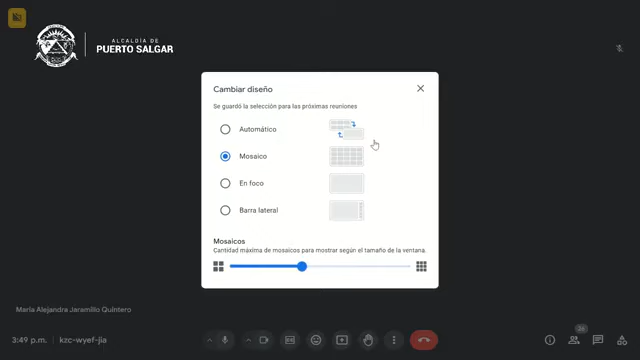 ALCALDÍA DE
PUERTO SALGAR
Cambiar diseño
Se guardó la selección para las próximas reuniones
Automático
Mosaico
En foco
Barra lateral
Mosaicos
Cantidad máxima de mosaicos para mostrar según el tamaño de la ventana.
Maria Alejandra Jaramillo Quintero
3:49 p.m. | kzc-wyef-jia
26